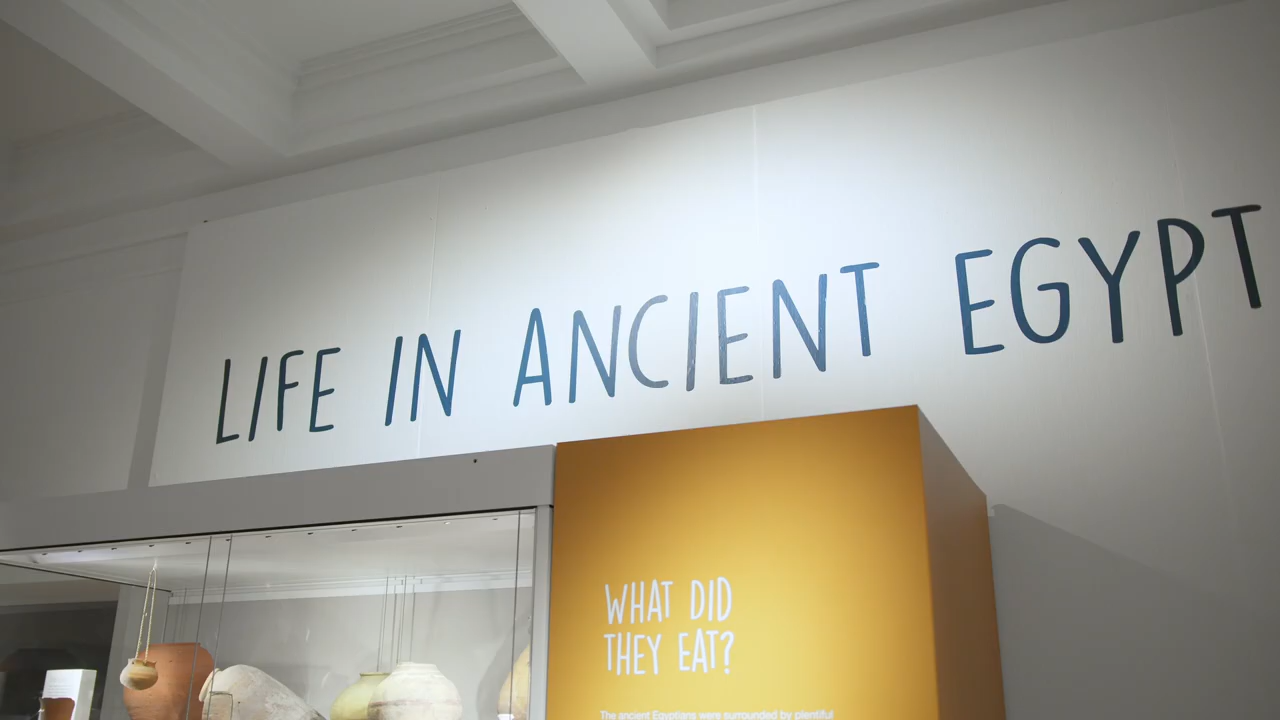 LIFE IN ANCIENT EGYPT
WHAT DID
THEY EAT?
The ancient Egyptians were surrounded by plentiful